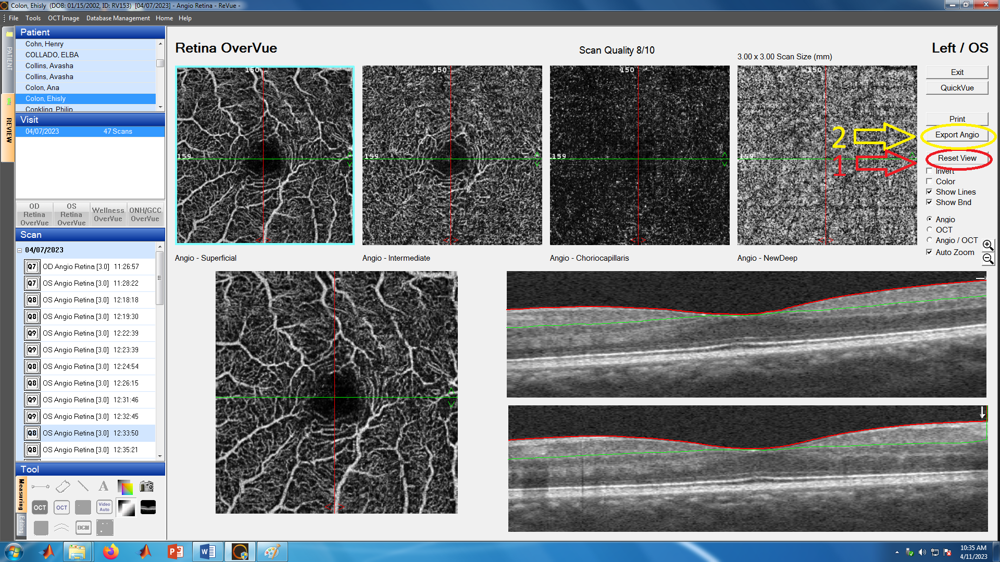 Colon, Ehisly (DOB: 01/15/2002, ID: RV153) [04/07/2023] - Angio Retina - ReVue -
File Tools OCT Image Database Management Home Help
PATIENT
REVIEW
Patient
Cohn, Henry
COLLADO, ELBA
Collins, Avasha
Collins, Avasha
Colon, Ana
Colon, Ehisly
Conkling, Philip
Visit
04/07/2023 47 Scans
OD Retina OverVue
OS Retina OverVue
Wellness OverVue
ONH/GCC OverVue
Scan
04/07/2023
Q7 OD Angio Retina [3.0] 11:26:57
Q7 OS Angio Retina [3.0] 11:28:22
Q8 OS Angio Retina [3.0] 12:18:18
Q8 OS Angio Retina [3.0] 12:19:30
Q9 OS Angio Retina [3.0] 12:22:39
Q9 OS Angio Retina [3.0] 12:23:39
Q8 OS Angio Retina [3.0] 12:24:54
Q8 OS Angio Retina [3.0] 12:26:15
Q9 OS Angio Retina [3.0] 12:31:46
Q9 OS Angio Retina [3.0] 12:32:45
Q8 OS Angio Retina [3.0] 12:33:50
Q8 OS Angio Retina [3.0] 12:35:21
Tool
Measuring
Editing
A
OCT OCT Video Auto
DCM
Retina OverVue
Scan Quality 8/10
3.00 x 3.00 Scan Size (mm)
Left / OS
150 150 150 150
159 159 159 159
Angio - Superficial
Angio - Intermediate
Angio - Choriocapillaris
Angio - NewDeep
Exit
QuickVue
Print
2 Export Angio
1 Reset View
Invert
Color
Show Lines
Show Bnd
Angio
OCT
Angio / OCT
Auto Zoom
10:35 AM
4/11/2023